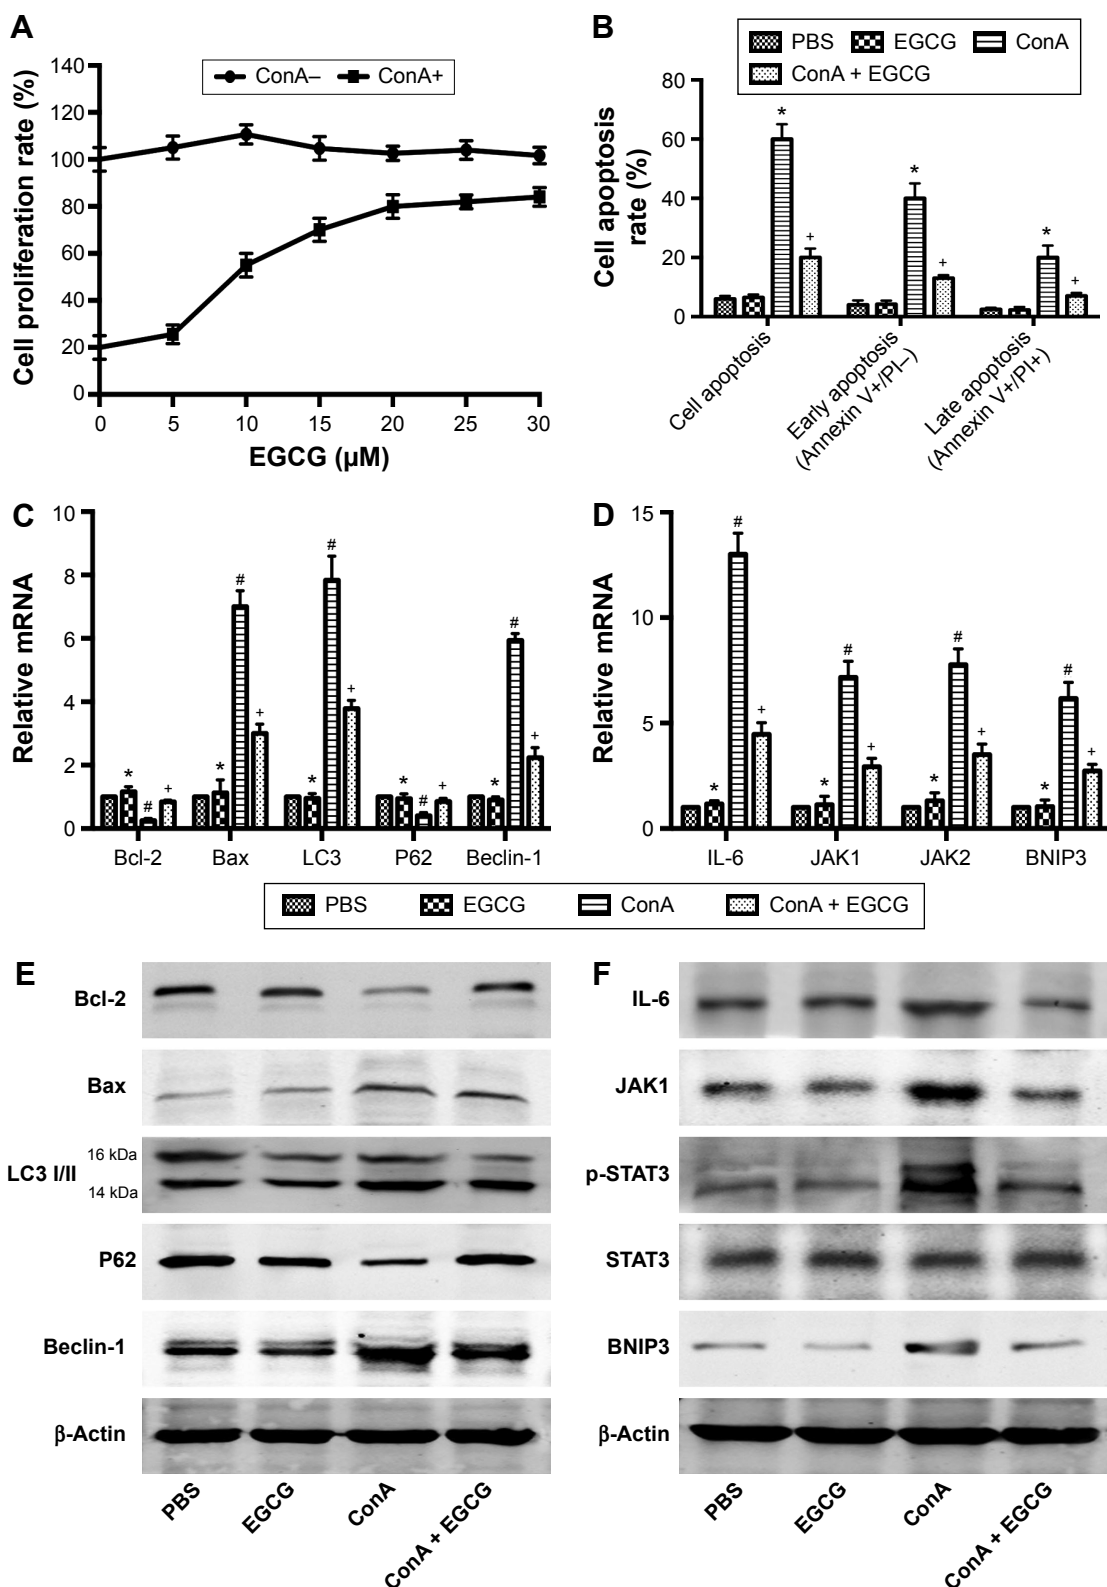 A
Cell proliferation rate (%)
140
120
100
80
60
40
20
0
ConA– ConA+
0 5 10 15 20 25 30
EGCG (µM)
B
PBS EGCG ConA
ConA + EGCG
Cell apoptosis
rate (%)
80
60
40
20
0
* + * + * +
Cell apoptosis
Early apoptosis
(Annexin V+/PI–)
Late apoptosis
(Annexin V+/PI+)
C
Relative mRNA
10
8
6
4
2
0
* # + * # + * # + * # + * # +
Bcl-2 Bax LC3 P62 Beclin-1
D
Relative mRNA
15
10
5
0
* # + * # + * # + * # +
IL-6 JAK1 JAK2 BNIP3
PBS EGCG ConA ConA + EGCG
E
Bcl-2
Bax
LC3 I/II
16 kDa
14 kDa
P62
Beclin-1
β-Actin
PBS
EGCG
ConA
ConA + EGCG
F
IL-6
JAK1
p-STAT3
STAT3
BNIP3
β-Actin
PBS
EGCG
ConA
ConA + EGCG